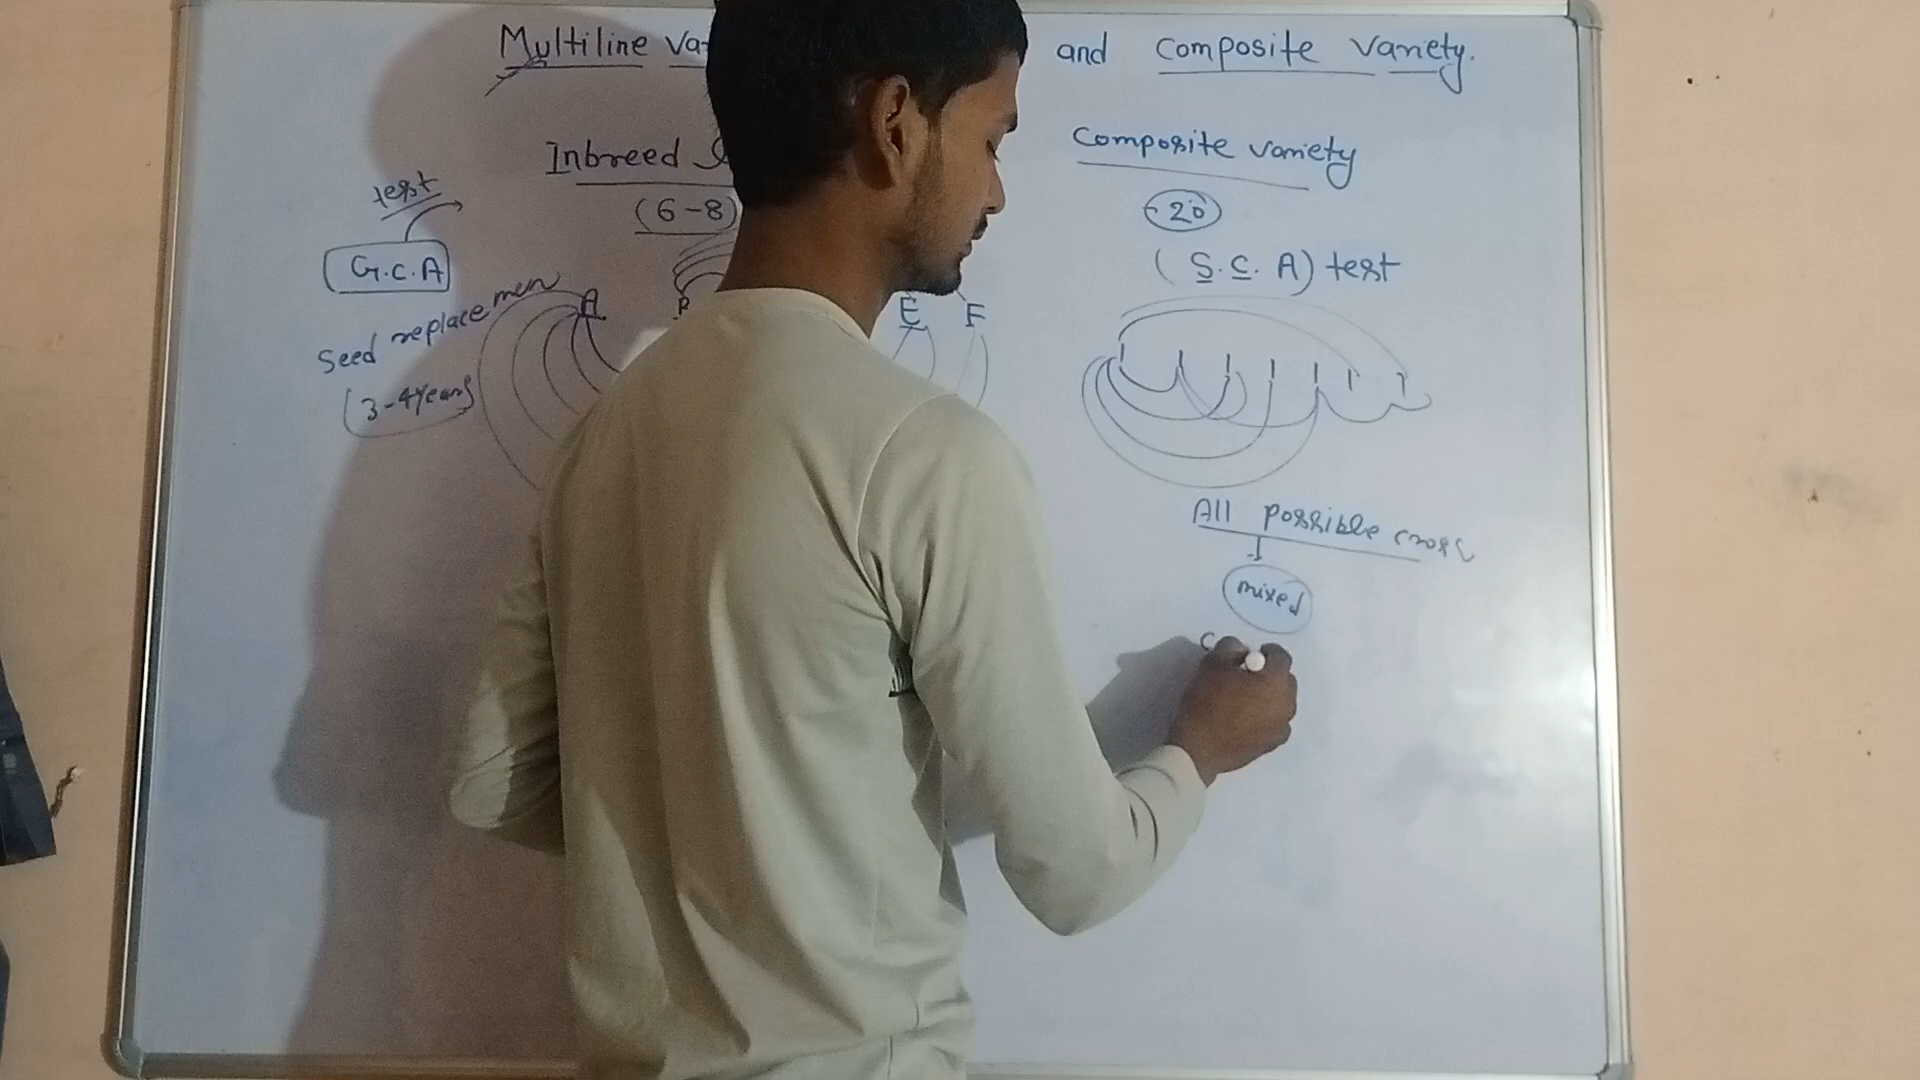 Multiline Va and composite variety.
Inbreed
(6-8)
test
G.C.A
seed replacemen
(3-4years)
A B E F
composite variety
20
(S.C.A) test
All possible cross
mixed
C